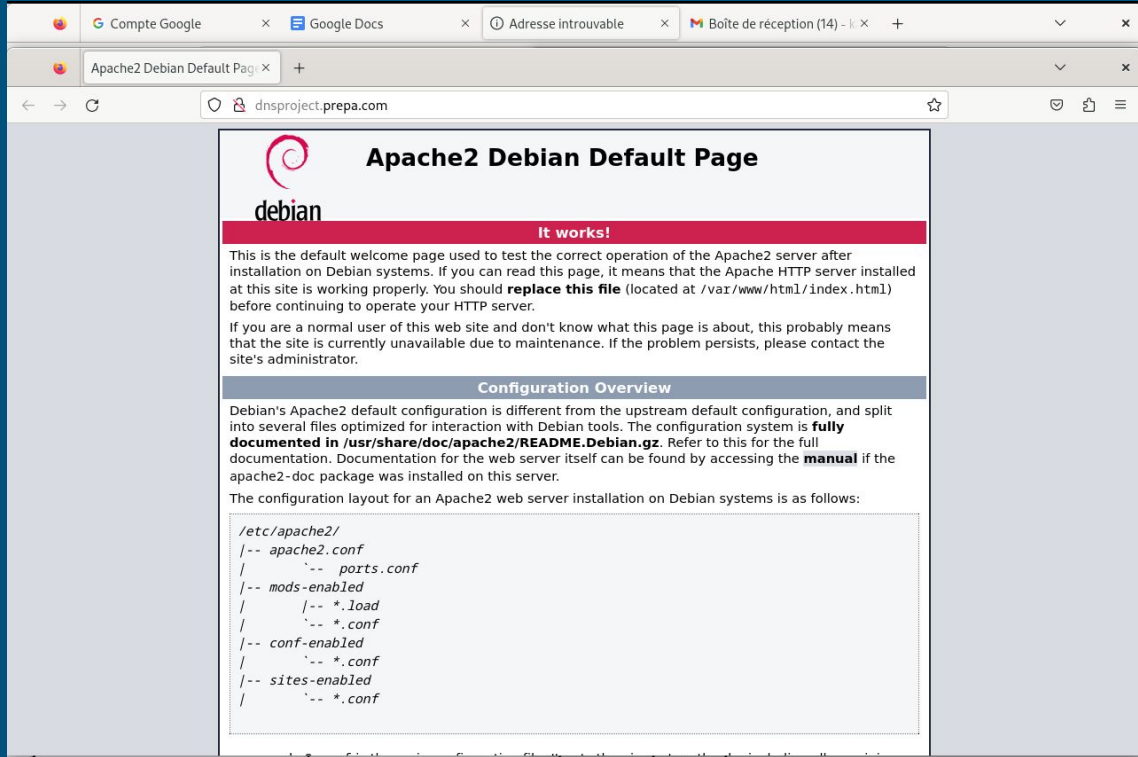 Compte Google
Google Docs
Adresse introuvable
Boîte de réception (14) - k
Apache2 Debian Default Page
dnsproject.prepa.com
debian
Apache2 Debian Default Page
It works!
This is the default welcome page used to test the correct operation of the Apache2 server after
installation on Debian systems. If you can read this page, it means that the Apache HTTP server installed
at this site is working properly. You should replace this file (located at /var/www/html/index.html)
before continuing to operate your HTTP server.
If you are a normal user of this web site and don't know what this page is about, this probably means
that the site is currently unavailable due to maintenance. If the problem persists, please contact the
site's administrator.
Configuration Overview
Debian's Apache2 default configuration is different from the upstream default configuration, and split
into several files optimized for interaction with Debian tools. The configuration system is fully
documented in /usr/share/doc/apache2/README.Debian.gz. Refer to this for the full
documentation. Documentation for the web server itself can be found by accessing the manual if the
apache2-doc package was installed on this server.
The configuration layout for an Apache2 web server installation on Debian systems is as follows:
/etc/apache2/
|-- apache2.conf
|       `--  ports.conf
|-- mods-enabled
|       |-- *.load
|       `-- *.conf
|-- conf-enabled
|       `-- *.conf
|-- sites-enabled
|       `-- *.conf